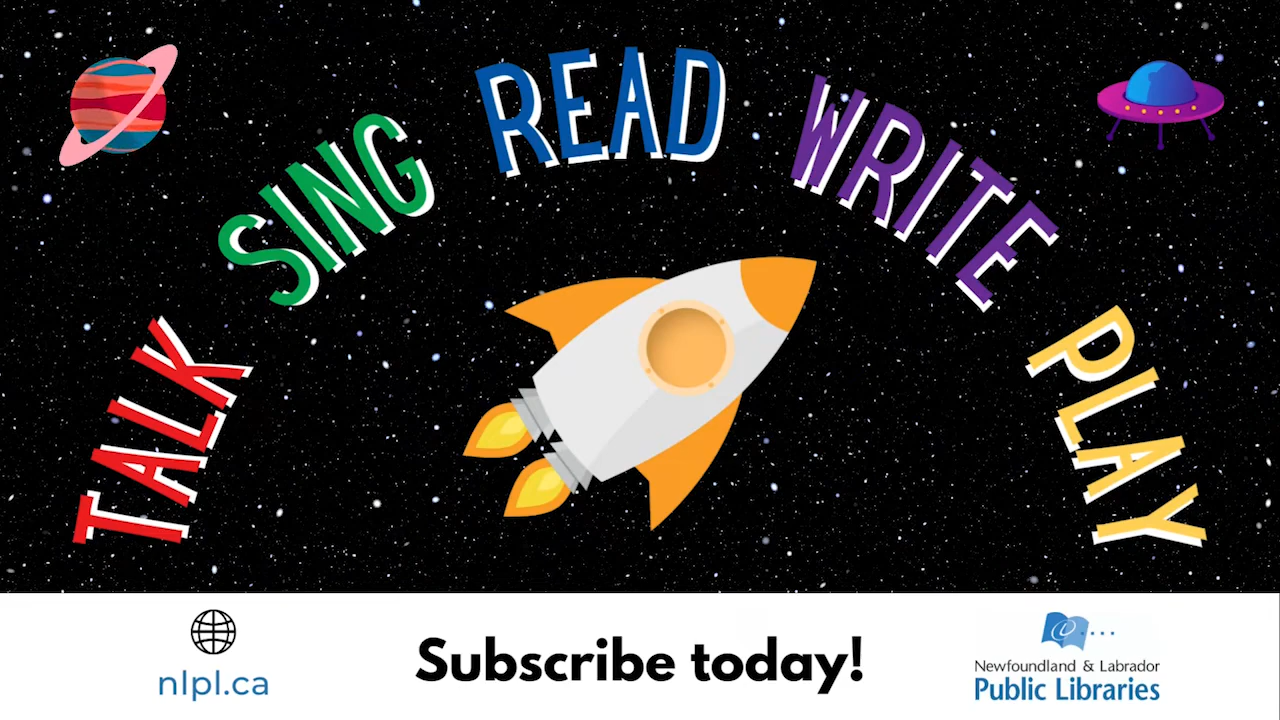 TALK SING READ WRITE PLAY
nlpl.ca
Subscribe today!
Newfoundland & Labrador
Public Libraries